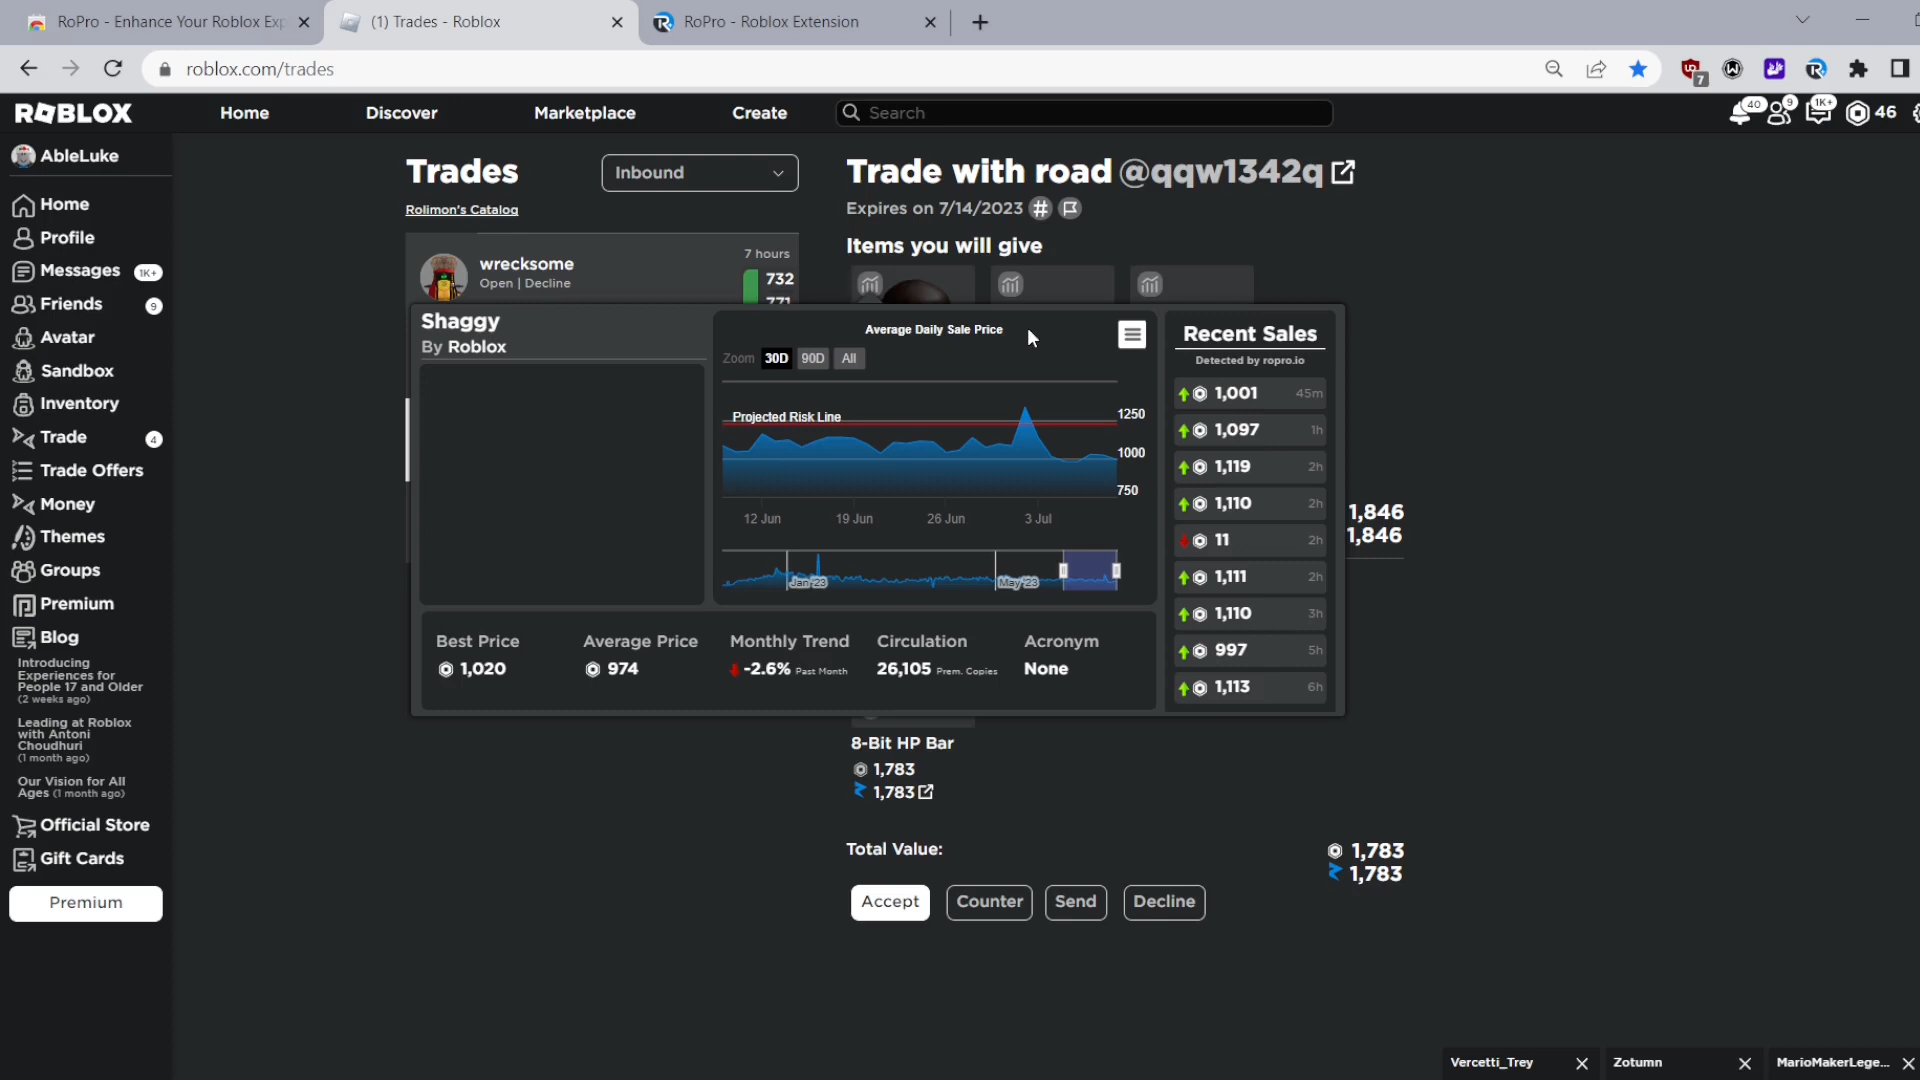 RoPro - Enhance Your Roblox Exp
(1) Trades - Roblox
RoPro - Roblox Extension
roblox.com/trades
7
ROBLOX
Home
Discover
Marketplace
Create
Search
40
9
1K+
46
AbleLuke
Home
Profile
Messages 1K+
Friends 9
Avatar
Sandbox
Inventory
Trade 4
Trade Offers
Money
Themes
Groups
Premium
Blog
Introducing
Experiences for
People 17 and Older
(2 weeks ago)
Leading at Roblox
with Antoni
Choudhuri
(1 month ago)
Our Vision for All
Ages (1 month ago)
Official Store
Gift Cards
Premium
Trades
Inbound
Rolimon's Catalog
wrecksome
Open | Decline
7 hours
732
771
Trade with road @qqw1342q
Expires on 7/14/2023 #
Items you will give
Shaggy
By Roblox
Average Daily Sale Price
Zoom 30D 90D All
Projected Risk Line
1250
1000
750
12 Jun
19 Jun
26 Jun
3 Jul
Jan '23
May '23
Best Price
1,020
Average Price
974
Monthly Trend
-2.6% Past Month
Circulation
26,105 Prem. Copies
Acronym
None
Recent Sales
Detected by ropro.io
1,001 45m
1,097 1h
1,119 2h
1,110 2h
11 2h
1,111 2h
1,110 3h
997 5h
1,113 6h
1,846
1,846
8-Bit HP Bar
1,783
1,783
Total Value:
1,783
1,783
Accept
Counter
Send
Decline
Vercetti_Trey
Zotumn
MarioMakerLege...